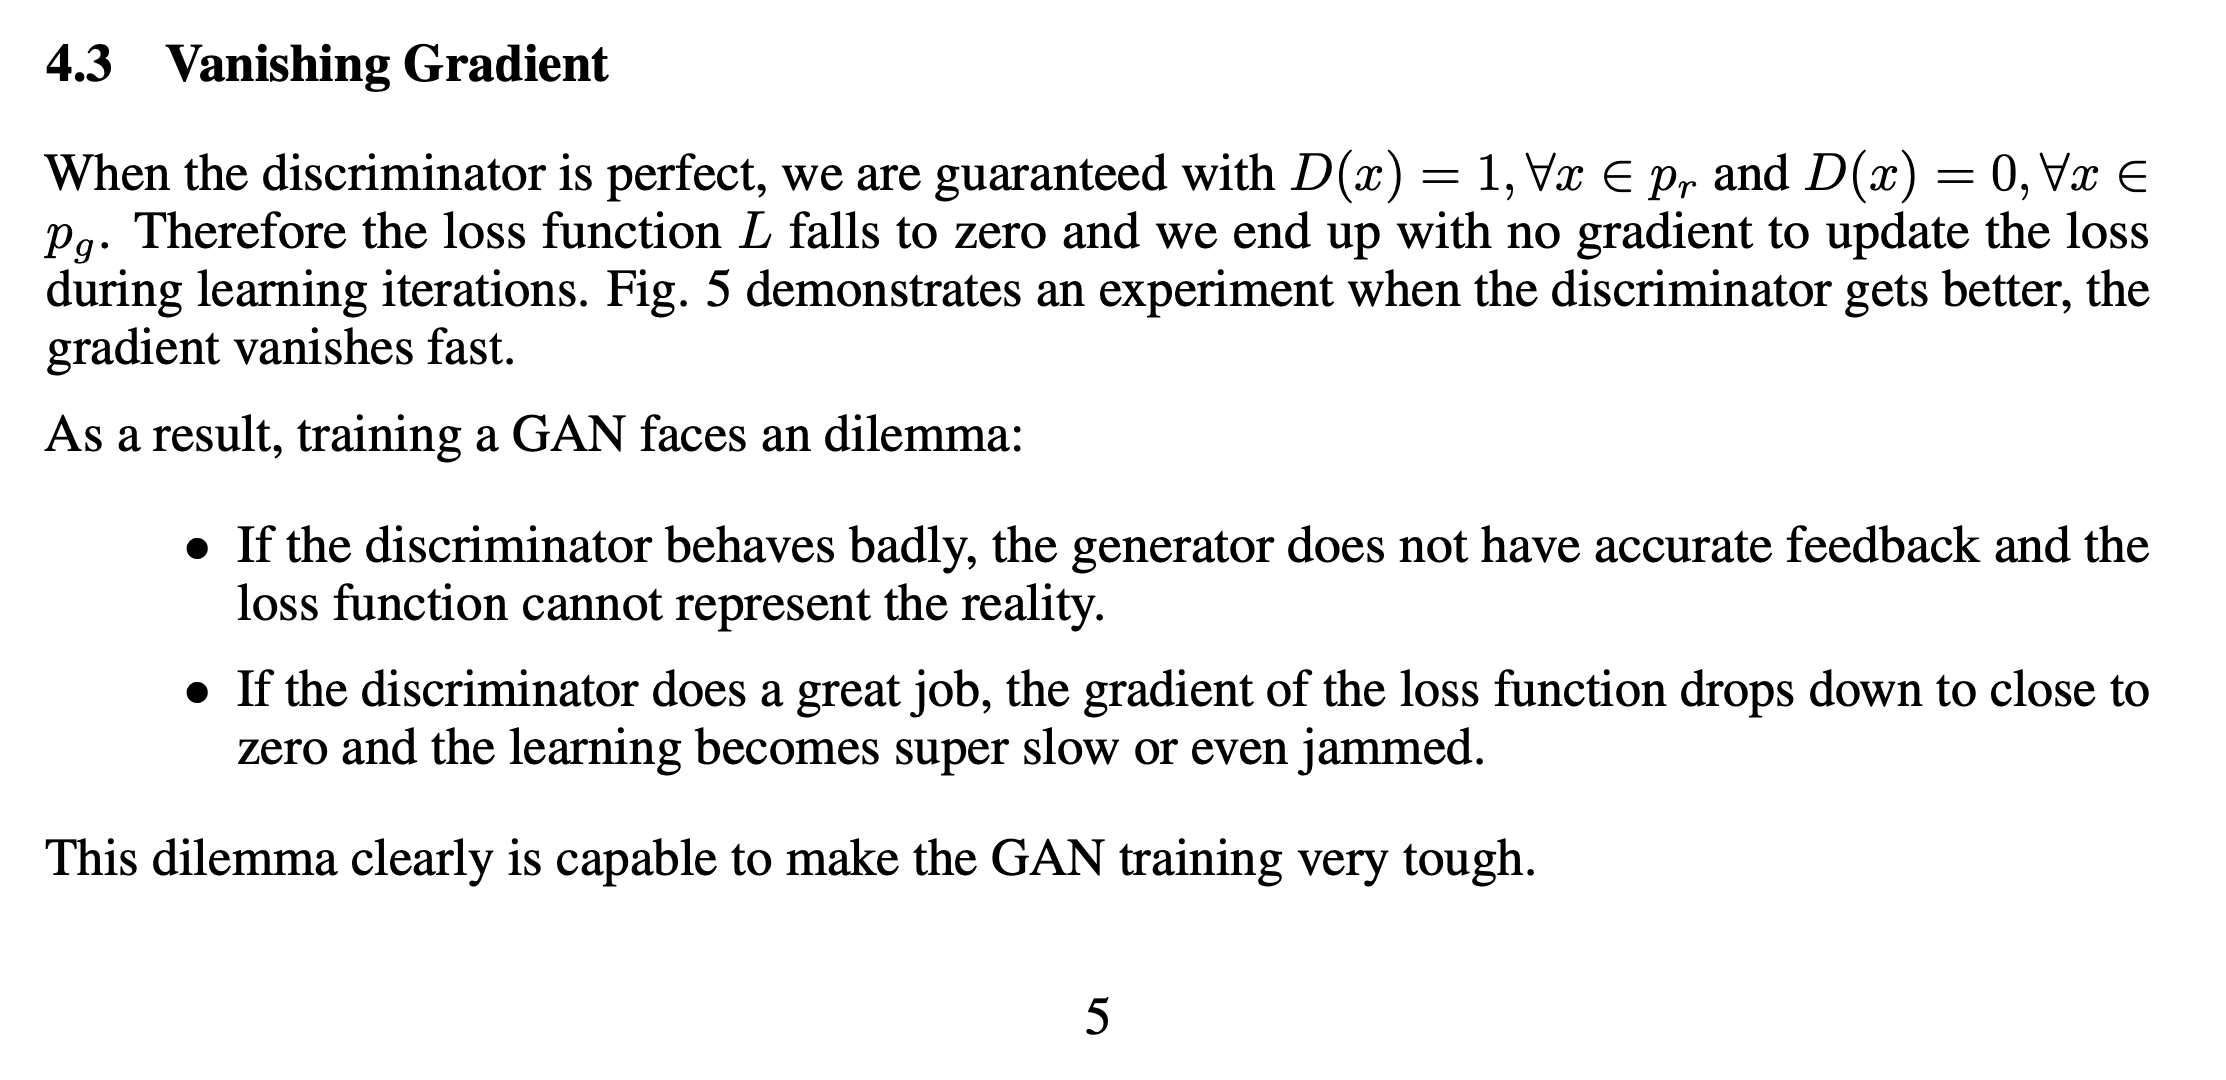 4.3 Vanishing Gradient
When the discriminator is perfect, we are guaranteed with D(x) = 1, ∀x ∈ pᵣ and D(x) = 0, ∀x ∈
p_g. Therefore the loss function L falls to zero and we end up with no gradient to update the loss
during learning iterations. Fig. 5 demonstrates an experiment when the discriminator gets better, the
gradient vanishes fast.
As a result, training a GAN faces an dilemma:
• If the discriminator behaves badly, the generator does not have accurate feedback and the
loss function cannot represent the reality.
• If the discriminator does a great job, the gradient of the loss function drops down to close to
zero and the learning becomes super slow or even jammed.
This dilemma clearly is capable to make the GAN training very tough.
5